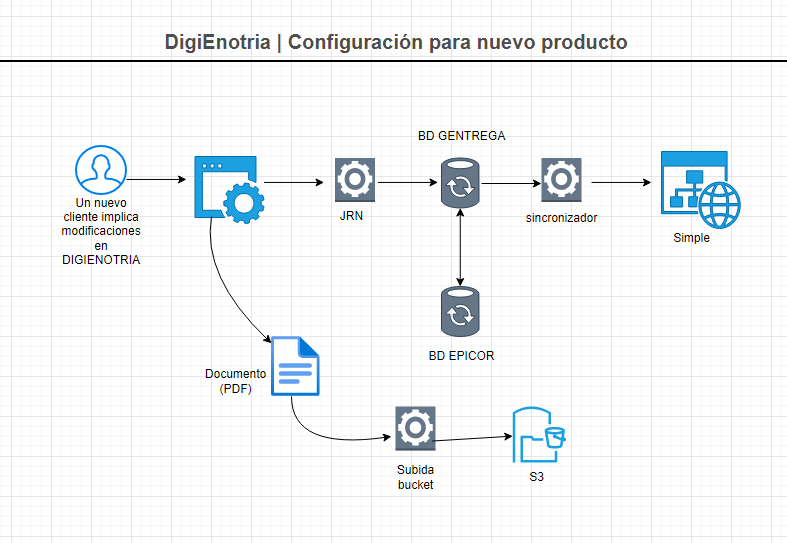 DigiEnotria | Configuración para nuevo producto
BD GENTREGA
Un nuevo
cliente implica
modificaciones
en
DIGIENOTRIA
JRN
sincronizador
Simple
BD EPICOR
Documento
(PDF)
Subida
bucket
S3